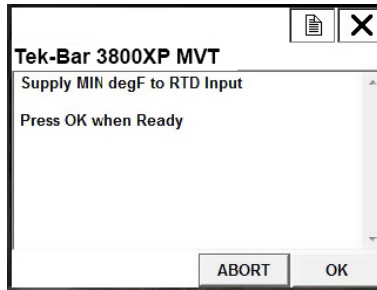 Tek-Bar 3800XP MVT
Supply MIN degF to RTD Input
Press OK when Ready
ABORT
OK